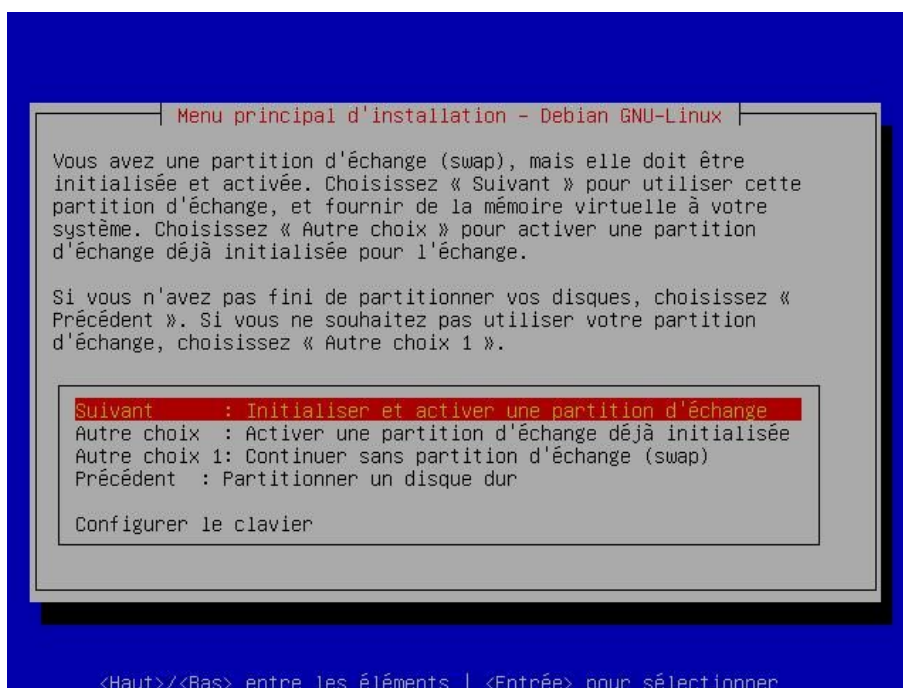 Menu principal d'installation - Debian GNU-Linux
Vous avez une partition d'échange (swap), mais elle doit être
initialisée et activée. Choisissez « Suivant » pour utiliser cette
partition d'échange, et fournir de la mémoire virtuelle à votre
système. Choisissez « Autre choix » pour activer une partition
d'échange déjà initialisée pour l'échange.
Si vous n'avez pas fini de partitionner vos disques, choisissez «
Précédent ». Si vous ne souhaitez pas utiliser votre partition
d'échange, choisissez « Autre choix 1 ».
Suivant : Initialiser et activer une partition d'échange
Autre choix : Activer une partition d'échange déjà initialisée
Autre choix 1: Continuer sans partition d'échange (swap)
Précédent : Partitionner un disque dur
Configurer le clavier
<Haut>/<Bas> entre les éléments | <Entrée> pour sélectionner